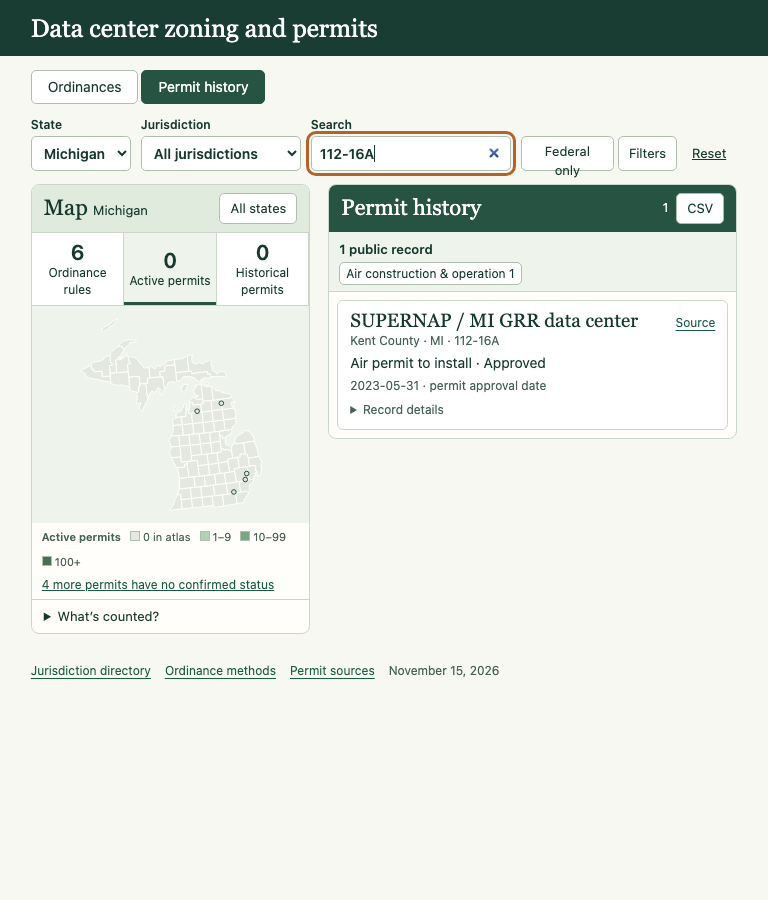 Data center zoning and permits
Ordinances
Permit history
State
Jurisdiction
Search
Michigan
All jurisdictions
112-16A
×
Federal only
Filters
Reset
Map Michigan
All states
6
Ordinance rules
0
Active permits
0
Historical permits
Active permits 0 in atlas 1–9 10–99
100+
4 more permits have no confirmed status
What's counted?
Permit history
1
CSV
1 public record
Air construction & operation 1
SUPERNAP / MI GRR data center
Source
Kent County · MI · 112-16A
Air permit to install · Approved
2023-05-31 · permit approval date
Record details
Jurisdiction directory
Ordinance methods
Permit sources
November 15, 2026